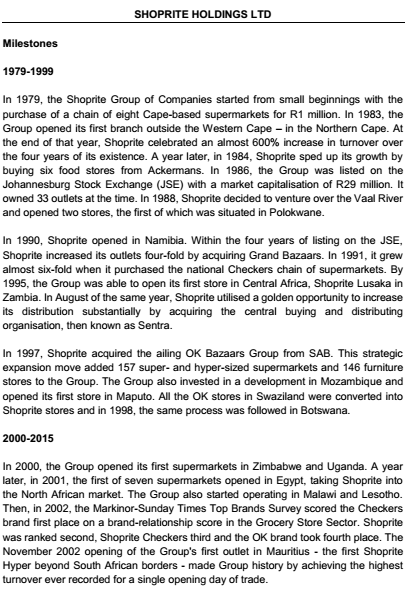 SHOPRITE HOLDINGS LTD
Milestones
1979-1999
In 1979, the Shoprite Group of Companies started from small beginnings with the
purchase of a chain of eight Cape-based supermarkets for R1 million. In 1983, the
Group opened its first branch outside the Western Cape – in the Northern Cape. At
the end of that year, Shoprite celebrated an almost 600% increase in turnover over
the four years of its existence. A year later, in 1984, Shoprite sped up its growth by
buying six food stores from Ackermans. In 1986, the Group was listed on the
Johannesburg Stock Exchange (JSE) with a market capitalisation of R29 million. It
owned 33 outlets at the time. In 1988, Shoprite decided to venture over the Vaal River
and opened two stores, the first of which was situated in Polokwane.
In 1990, Shoprite opened in Namibia. Within the four years of listing on the JSE,
Shoprite increased its outlets four-fold by acquiring Grand Bazaars. In 1991, it grew
almost six-fold when it purchased the national Checkers chain of supermarkets. By
1995, the Group was able to open its first store in Central Africa, Shoprite Lusaka in
Zambia. In August of the same year, Shoprite utilised a golden opportunity to increase
its distribution substantially by acquiring the central buying and distributing
organisation, then known as Sentra.
In 1997, Shoprite acquired the ailing OK Bazaars Group from SAB. This strategic
expansion move added 157 super- and hyper-sized supermarkets and 146 furniture
stores to the Group. The Group also invested in a development in Mozambique and
opened its first store in Maputo. All the OK stores in Swaziland were converted into
Shoprite stores and in 1998, the same process was followed in Botswana.
2000-2015
In 2000, the Group opened its first supermarkets in Zimbabwe and Uganda. A year
later, in 2001, the first of seven supermarkets opened in Egypt, taking Shoprite into
the North African market. The Group also started operating in Malawi and Lesotho.
Then, in 2002, the Markinor-Sunday Times Top Brands Survey scored the Checkers
brand first place on a brand-relationship score in the Grocery Store Sector. Shoprite
was ranked second, Shoprite Checkers third and the OK brand took fourth place. The
November 2002 opening of the Group's first outlet in Mauritius - the first Shoprite
Hyper beyond South African borders - made Group history by achieving the highest
turnover ever recorded for a single opening day of trade.